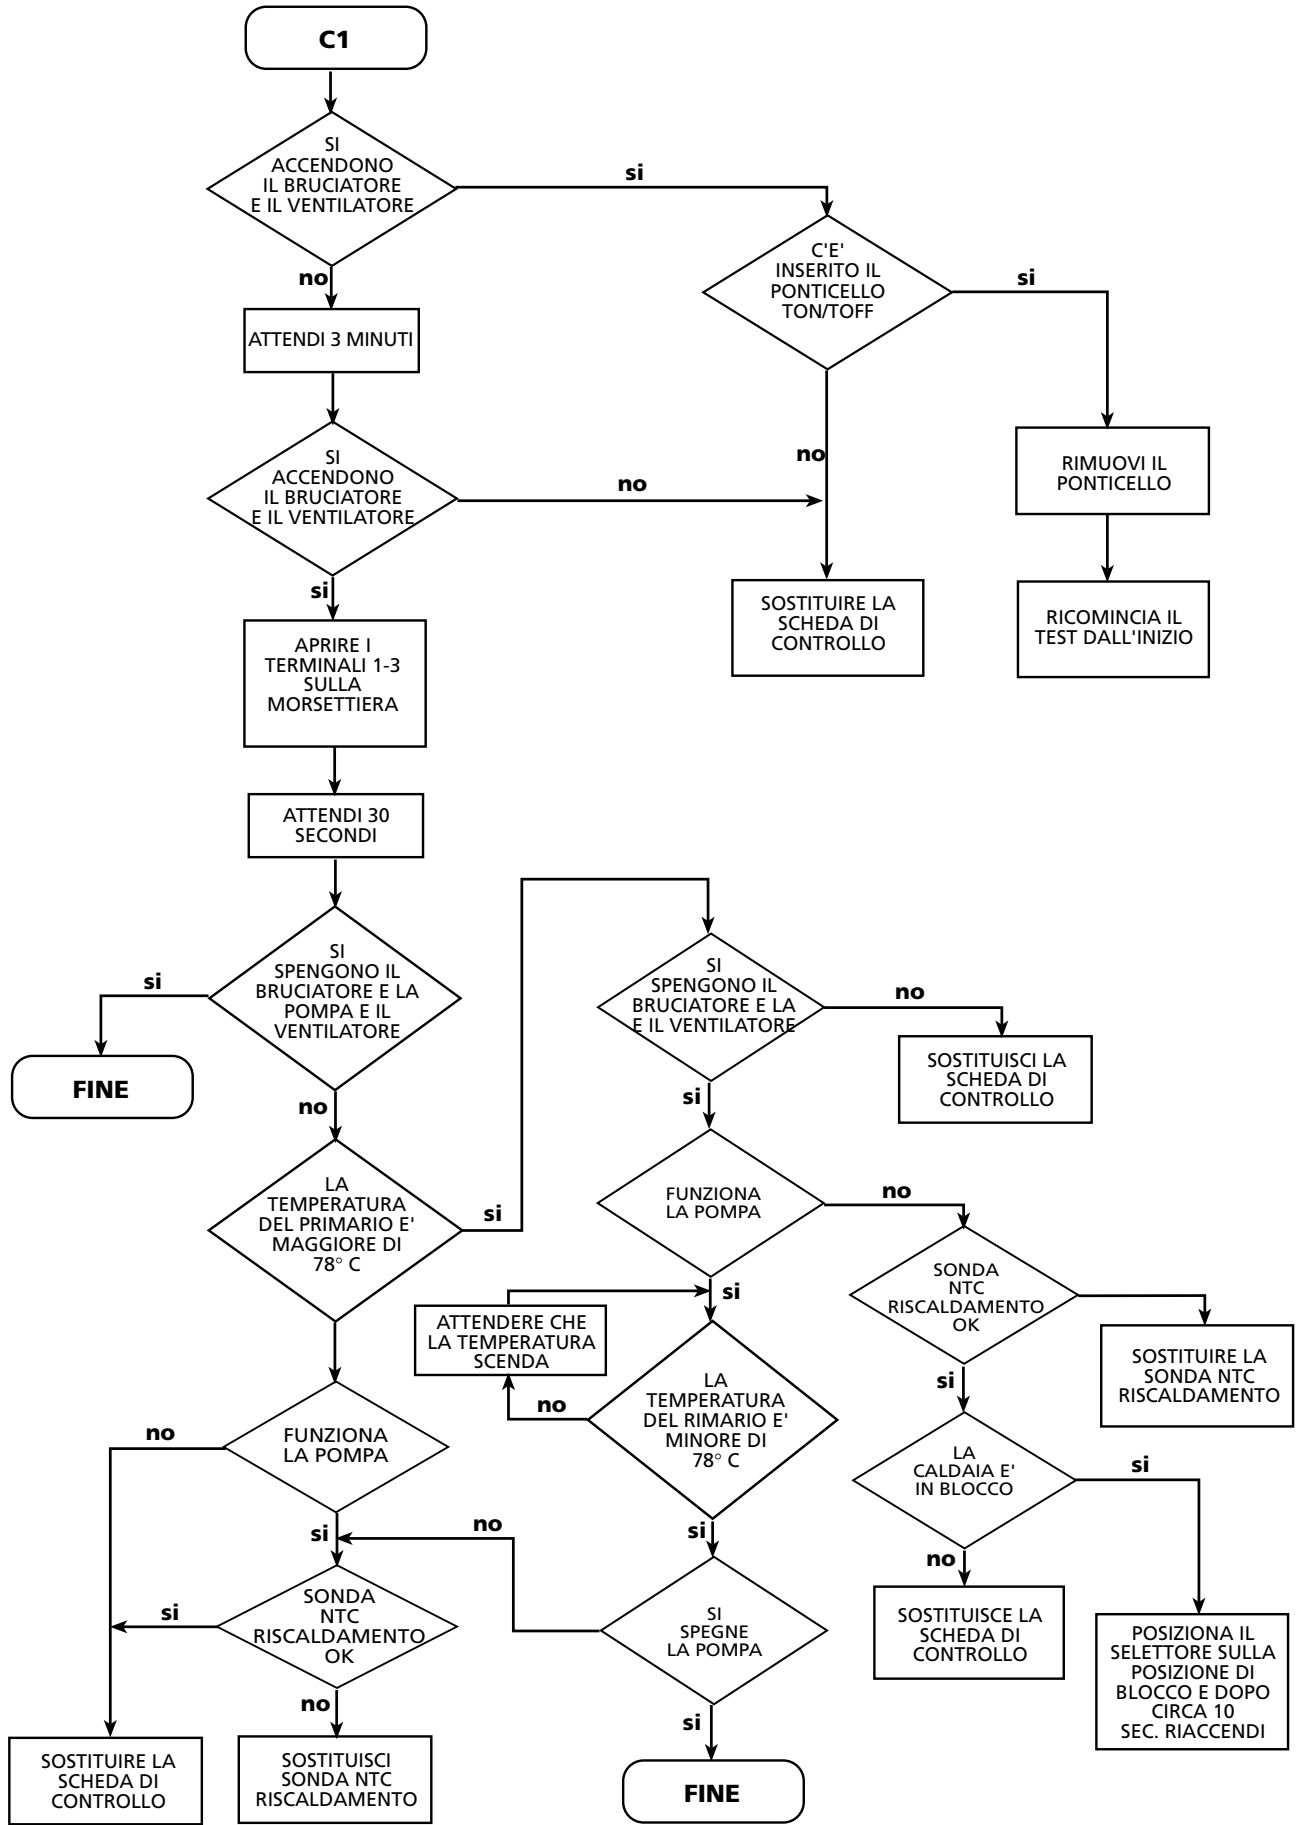 C1
SI
ACCENDONO
IL BRUCIATORE
E IL VENTILATORE
si
no
C'E'
INSERITO IL
PONTICELLO
TON/TOFF
si
no
ATTENDI 3 MINUTI
SI
ACCENDONO
IL BRUCIATORE
E IL VENTILATORE
no
si
RIMUOVI IL
PONTICELLO
SOSTITUIRE LA
SCHEDA DI
CONTROLLO
RICOMINCIA IL
TEST DALL'INIZIO
APRIRE I
TERMINALI 1-3
SULLA
MORSETTIERA
ATTENDI 30
SECONDI
SI
SPENGONO IL
BRUCIATORE E LA
POMPA E IL
VENTILATORE
si
no
FINE
SI
SPENGONO IL
BRUCIATORE E LA
E IL VENTILATORE
no
si
SOSTITUISCI LA
SCHEDA DI
CONTROLLO
LA
TEMPERATURA
DEL PRIMARIO E'
MAGGIORE DI
78° C
si
FUNZIONA
LA POMPA
no
si
SONDA
NTC
RISCALDAMENTO
OK
si
SOSTITUIRE LA
SONDA NTC
RISCALDAMENTO
ATTENDERE CHE
LA TEMPERATURA
SCENDA
no
LA
TEMPERATURA
DEL RIMARIO E'
MINORE DI
78° C
si
FUNZIONA
LA POMPA
no
si
LA
CALDAIA E'
IN BLOCCO
si
no
SONDA
NTC
RISCALDAMENTO
OK
si
no
SI
SPEGNE
LA POMPA
no
si
SOSTITUISCE LA
SCHEDA DI
CONTROLLO
POSIZIONA IL
SELETTORE SULLA
POSIZIONE DI
BLOCCO E DOPO
CIRCA 10
SEC. RIACCENDI
SOSTITUIRE LA
SCHEDA DI
CONTROLLO
SOSTITUISCI
SONDA NTC
RISCALDAMENTO
FINE